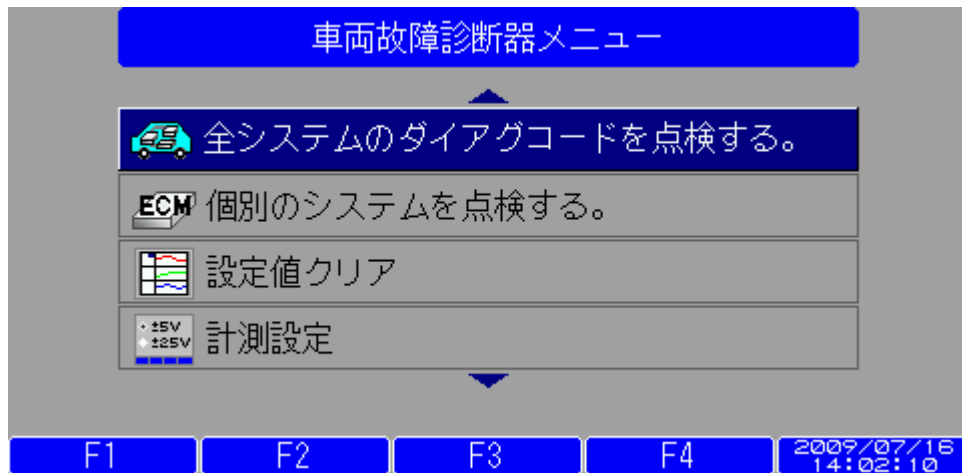 車両故障診断器メニュー
全システムのダイアグコードを点検する。
ECM 個別のシステムを点検する。
設定値クリア
±5V
±25V
計測設定
F1 F2 F3 F4 2009/07/16
14:02:10